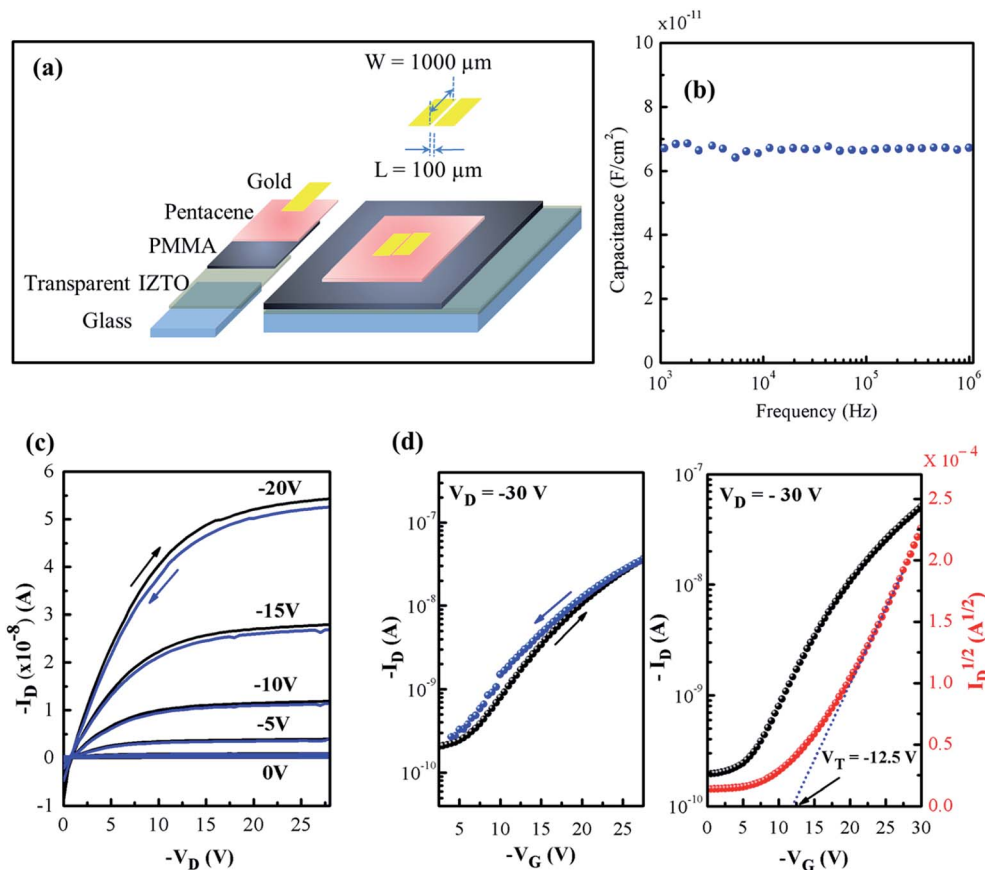 (a)
W = 1000 µm
L = 100 µm
Gold
Pentacene
PMMA
Transparent IZTO
Glass
x10⁻¹¹
(b)
10
8
6
4
2
0
Capacitance (F/cm²)
10³ 10⁴ 10⁵ 10⁶
Frequency (Hz)
(c)
6
5
4
3
2
1
0
-1
-I_D (x10⁻⁸) (A)
-20V
-15V
-10V
-5V
0V
0 5 10 15 20 25
-V_D (V)
(d)
V_D = -30 V
10⁻⁷
10⁻⁸
10⁻⁹
10⁻¹⁰
-I_D (A)
5 10 15 20 25
-V_G (V)
X 10⁻⁴
V_D = - 30 V
10⁻⁷
10⁻⁸
10⁻⁹
10⁻¹⁰
- I_D (A)
V_T = -12.5 V
2.5
2.0
1.5
1.0
0.5
0.0
I_D^1/2 (A^1/2)
0 5 10 15 20 25 30
-V_G (V)